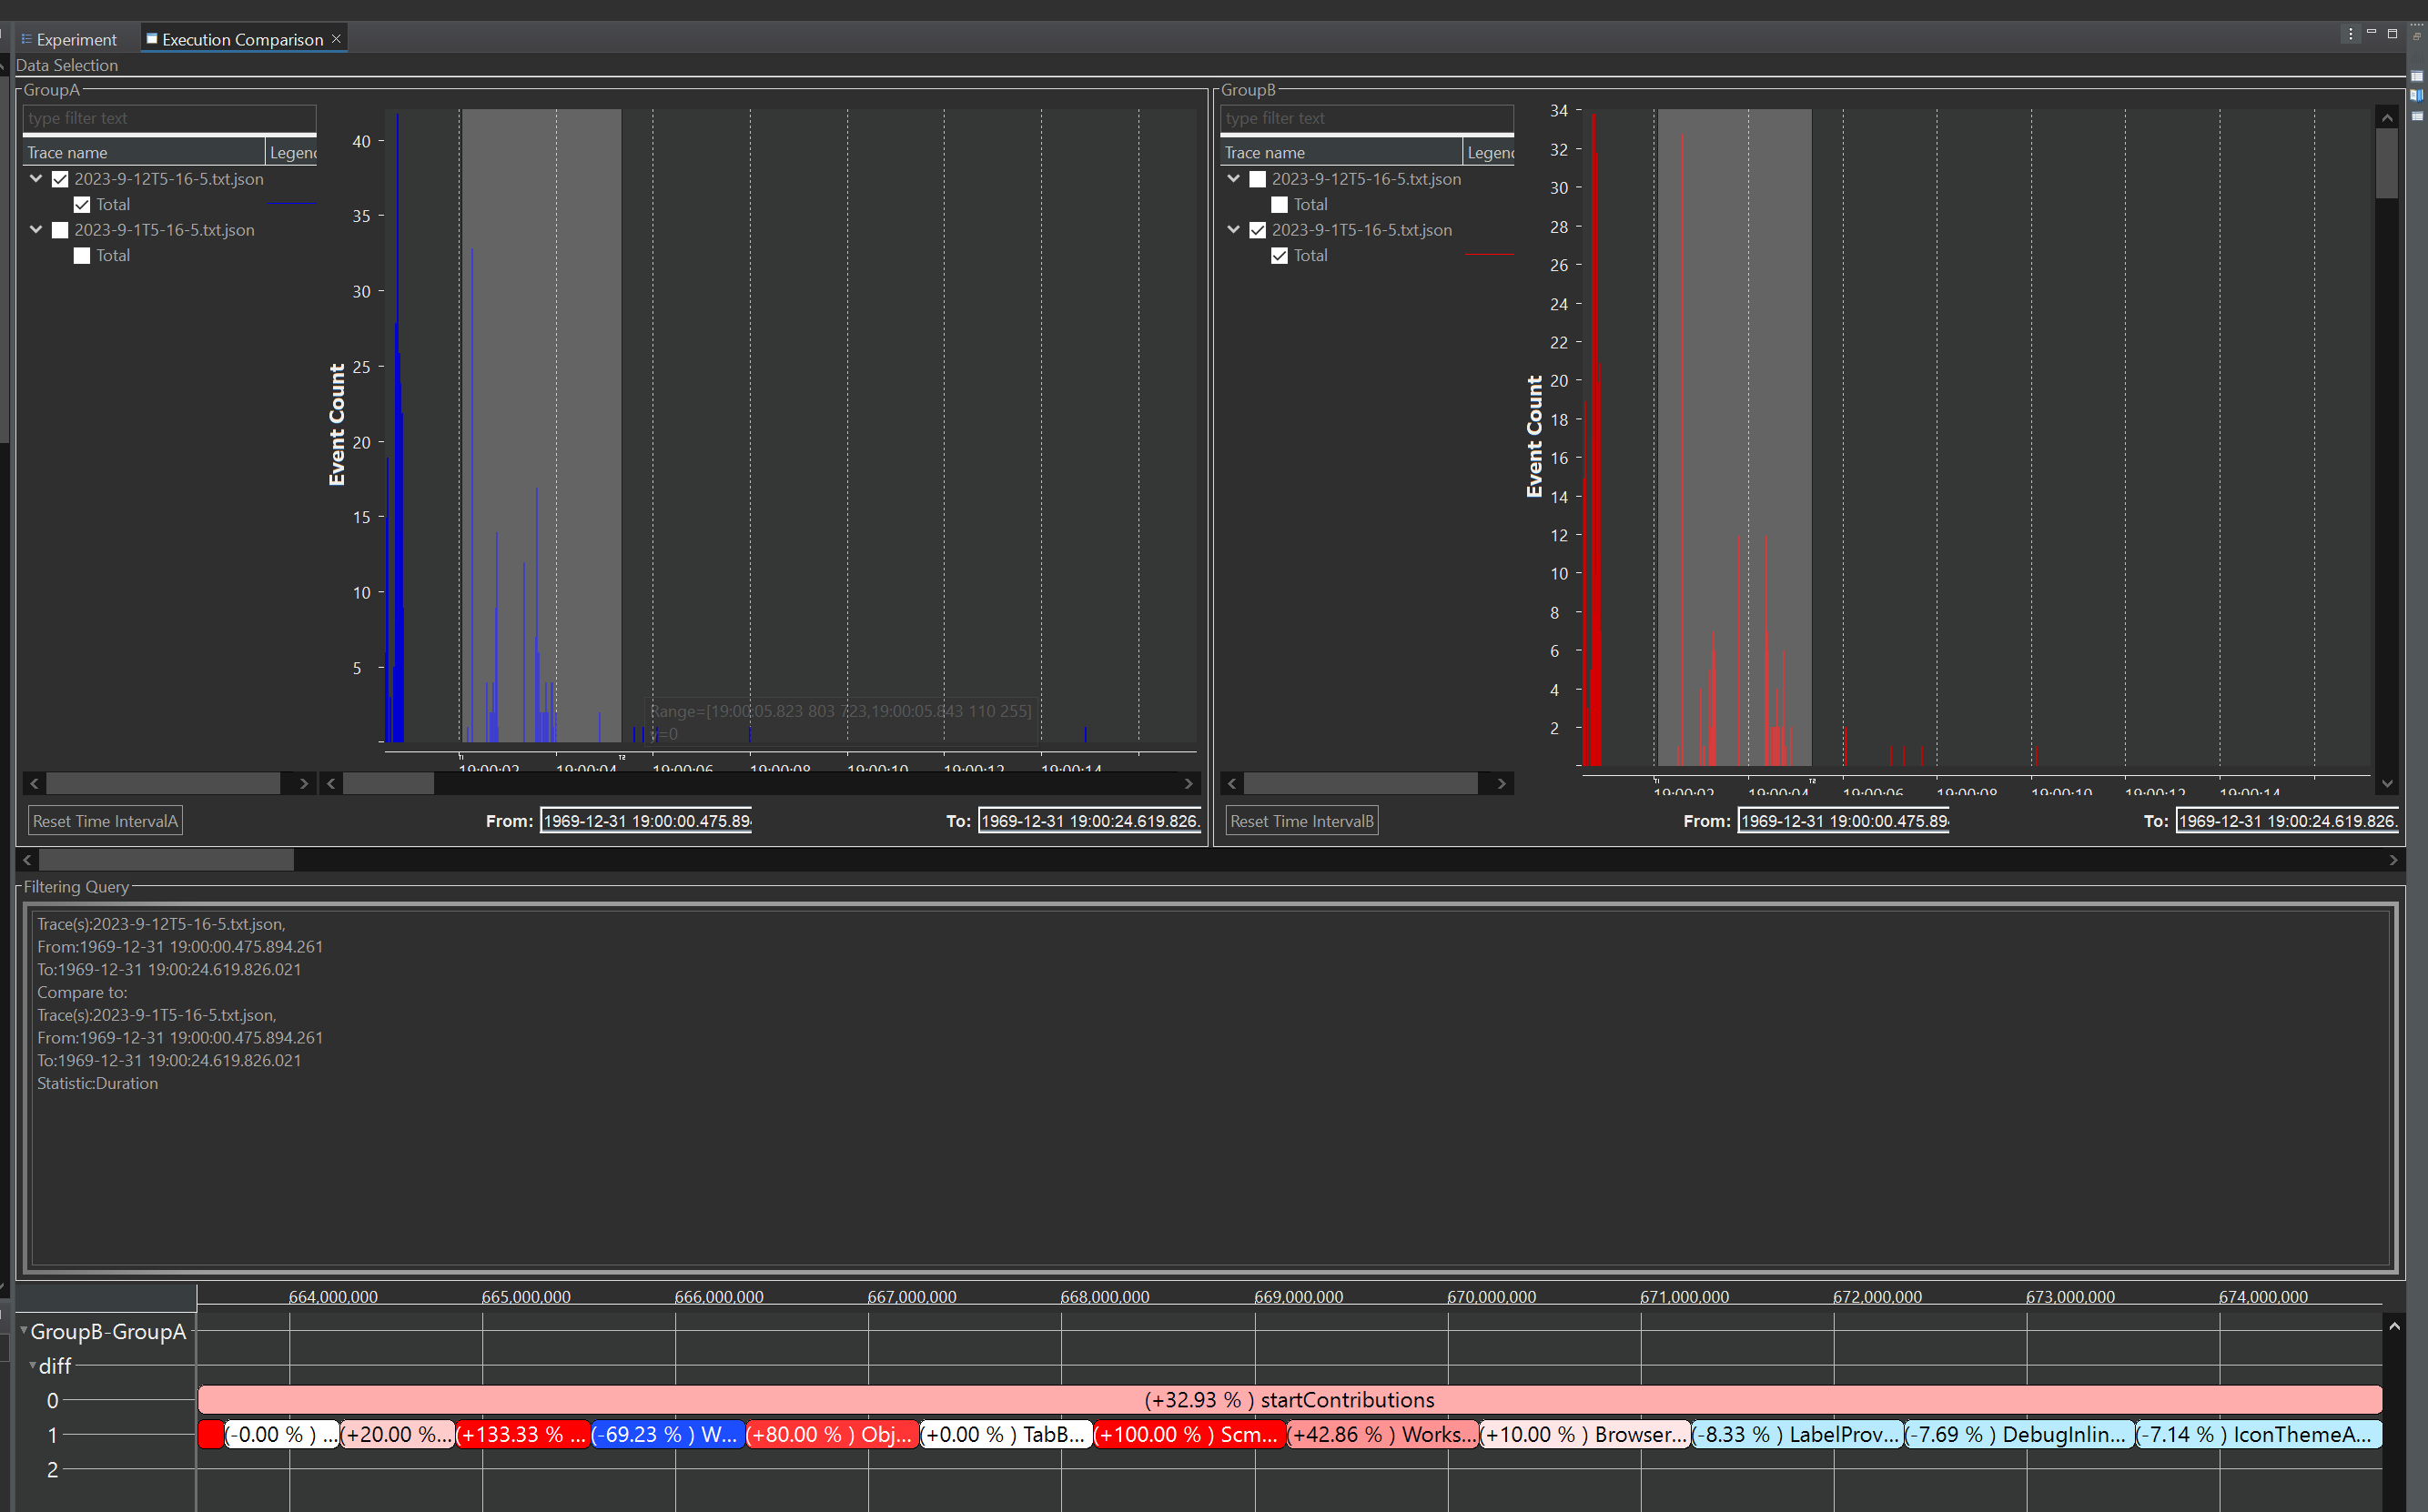 Experiment
Execution Comparison
Data Selection
GroupA
type filter text
Trace name
Legend
2023-9-12T5-16-5.txt.json
Total
2023-9-1T5-16-5.txt.json
Total
Event Count
40
35
30
25
20
15
10
5
Range=[19:00:05.823 803 723,19:00:05.843 110 255]
y=0
T1
T2
19:00:02 19:00:04 19:00:06 19:00:08 19:00:10 19:00:12 19:00:14
Reset Time IntervalA
From: 1969-12-31 19:00:00.475.89
To: 1969-12-31 19:00:24.619.826.
GroupB
type filter text
Trace name
Legend
2023-9-12T5-16-5.txt.json
Total
2023-9-1T5-16-5.txt.json
Total
Event Count
34
32
30
28
26
24
22
20
18
16
14
12
10
8
6
4
2
T1
T2
19:00:02 19:00:04 19:00:06 19:00:08 19:00:10 19:00:12 19:00:14
Reset Time IntervalB
From: 1969-12-31 19:00:00.475.89
To: 1969-12-31 19:00:24.619.826.
Filtering Query
Trace(s):2023-9-12T5-16-5.txt.json,
From:1969-12-31 19:00:00.475.894.261
To:1969-12-31 19:00:24.619.826.021
Compare to:
Trace(s):2023-9-1T5-16-5.txt.json,
From:1969-12-31 19:00:00.475.894.261
To:1969-12-31 19:00:24.619.826.021
Statistic:Duration
664,000,000 665,000,000 666,000,000 667,000,000 668,000,000 669,000,000 670,000,000 671,000,000 672,000,000 673,000,000 674,000,000
GroupB-GroupA
diff
0 (+32.93 % ) startContributions
1 (-0.00 % ) ... (+20.00 %... (+133.33 % ... (-69.23 % ) W... (+80.00 % ) Obj... (+0.00 % ) TabB... (+100.00 % ) Scm... (+42.86 % ) Works... (+10.00 % ) Browser... (-8.33 % ) LabelProv... (-7.69 % ) DebugInlin... (-7.14 % ) IconThemeA...
2